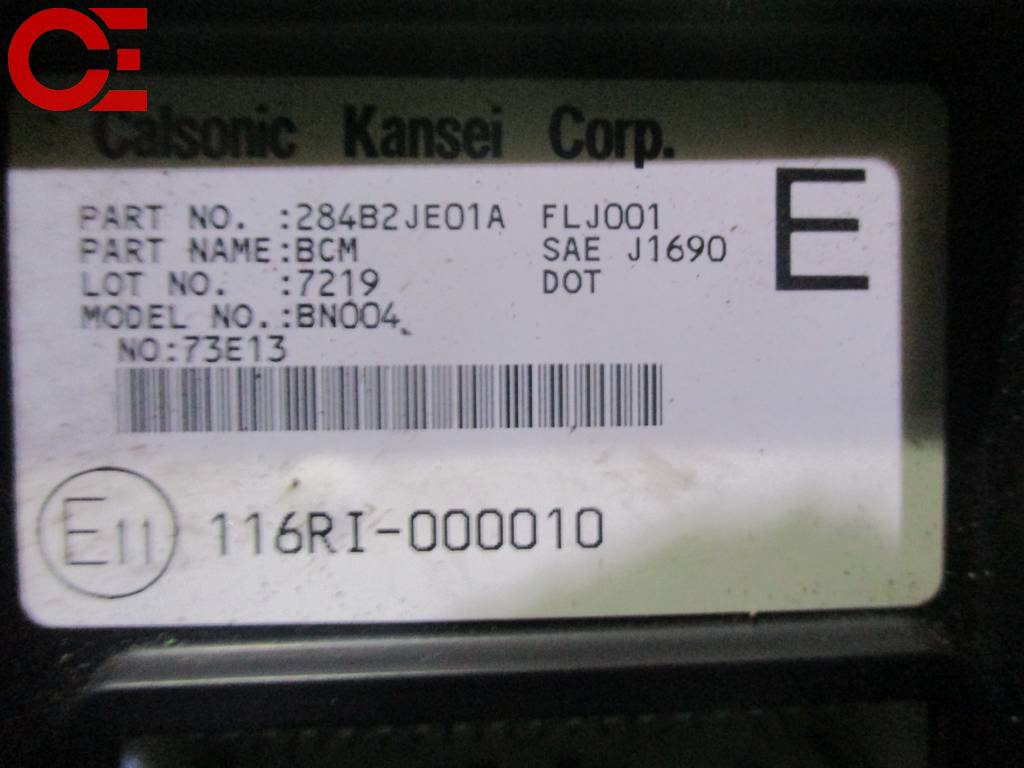 CE
Calsonic Kansei Corp.
E
PART NO. :284B2JE01A FLJ001
PART NAME:BCM SAE J1690
LOT NO. :7219 DOT
MODEL NO.:BN004
NO:73E13
E11 116RI-000010